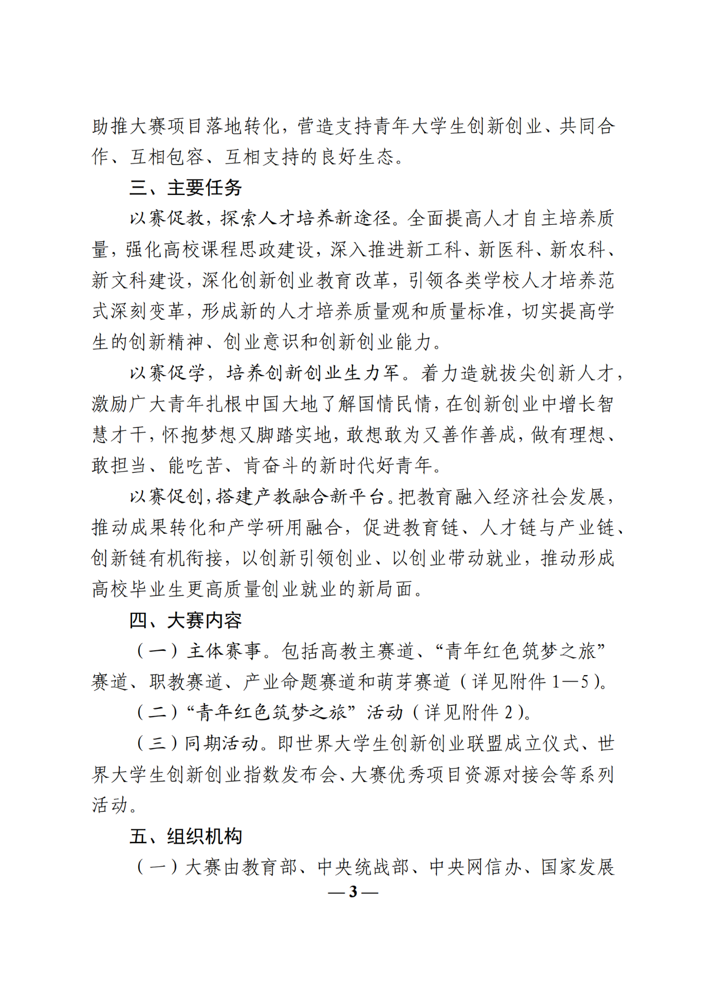 助推大赛项目落地转化，营造支持青年大学生创新创业、共同合
作、互相包容、互相支持的良好生态。
三、主要任务
以赛促教，探索人才培养新途径。全面提高人才自主培养质
量，强化高校课程思政建设，深入推进新工科、新医科、新农科、
新文科建设，深化创新创业教育改革，引领各类学校人才培养范
式深刻变革，形成新的人才培养质量观和质量标准，切实提高学
生的创新精神、创业意识和创新创业能力。
以赛促学，培养创新创业生力军。着力造就拔尖创新人才，
激励广大青年扎根中国大地了解国情民情，在创新创业中增长智
慧才干，怀抱梦想又脚踏实地，敢想敢为又善作善成，做有理想、
敢担当、能吃苦、肯奋斗的新时代好青年。
以赛促创，搭建产教融合新平台。把教育融入经济社会发展，
推动成果转化和产学研用融合，促进教育链、人才链与产业链、
创新链有机衔接，以创新引领创业、以创业带动就业，推动形成
高校毕业生更高质量创业就业的新局面。
四、大赛内容
（一）主体赛事。包括高教主赛道、“青年红色筑梦之旅”
赛道、职教赛道、产业命题赛道和萌芽赛道（详见附件 1—5）。
（二）“青年红色筑梦之旅”活动（详见附件 2）。
（三）同期活动。即世界大学生创新创业联盟成立仪式、世
界大学生创新创业指数发布会、大赛优秀项目资源对接会等系列
活动。
五、组织机构
（一）大赛由教育部、中央统战部、中央网信办、国家发展
— 3 —